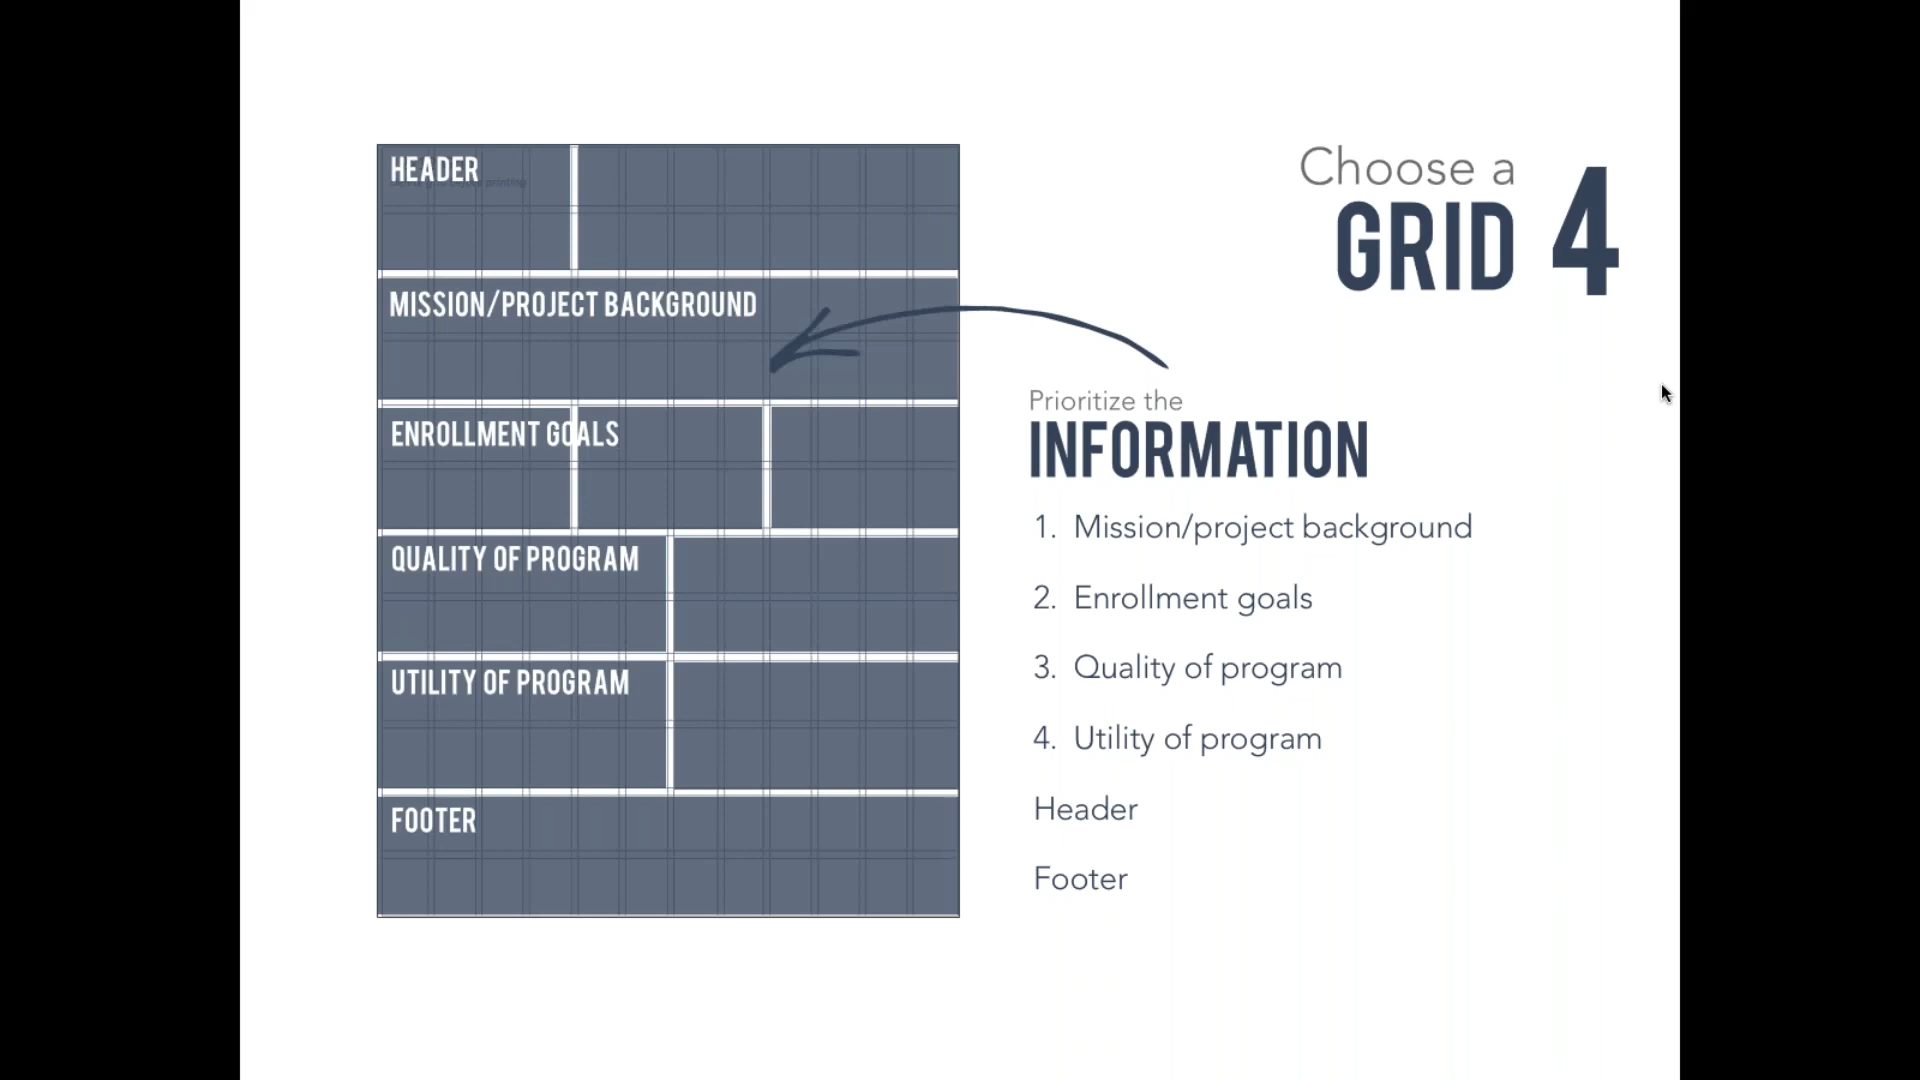 Choose a
GRID 4
HEADER
MISSION/PROJECT BACKGROUND
ENROLLMENT GOALS
QUALITY OF PROGRAM
UTILITY OF PROGRAM
FOOTER
Prioritize the
INFORMATION
1. Mission/project background
2. Enrollment goals
3. Quality of program
4. Utility of program
Header
Footer